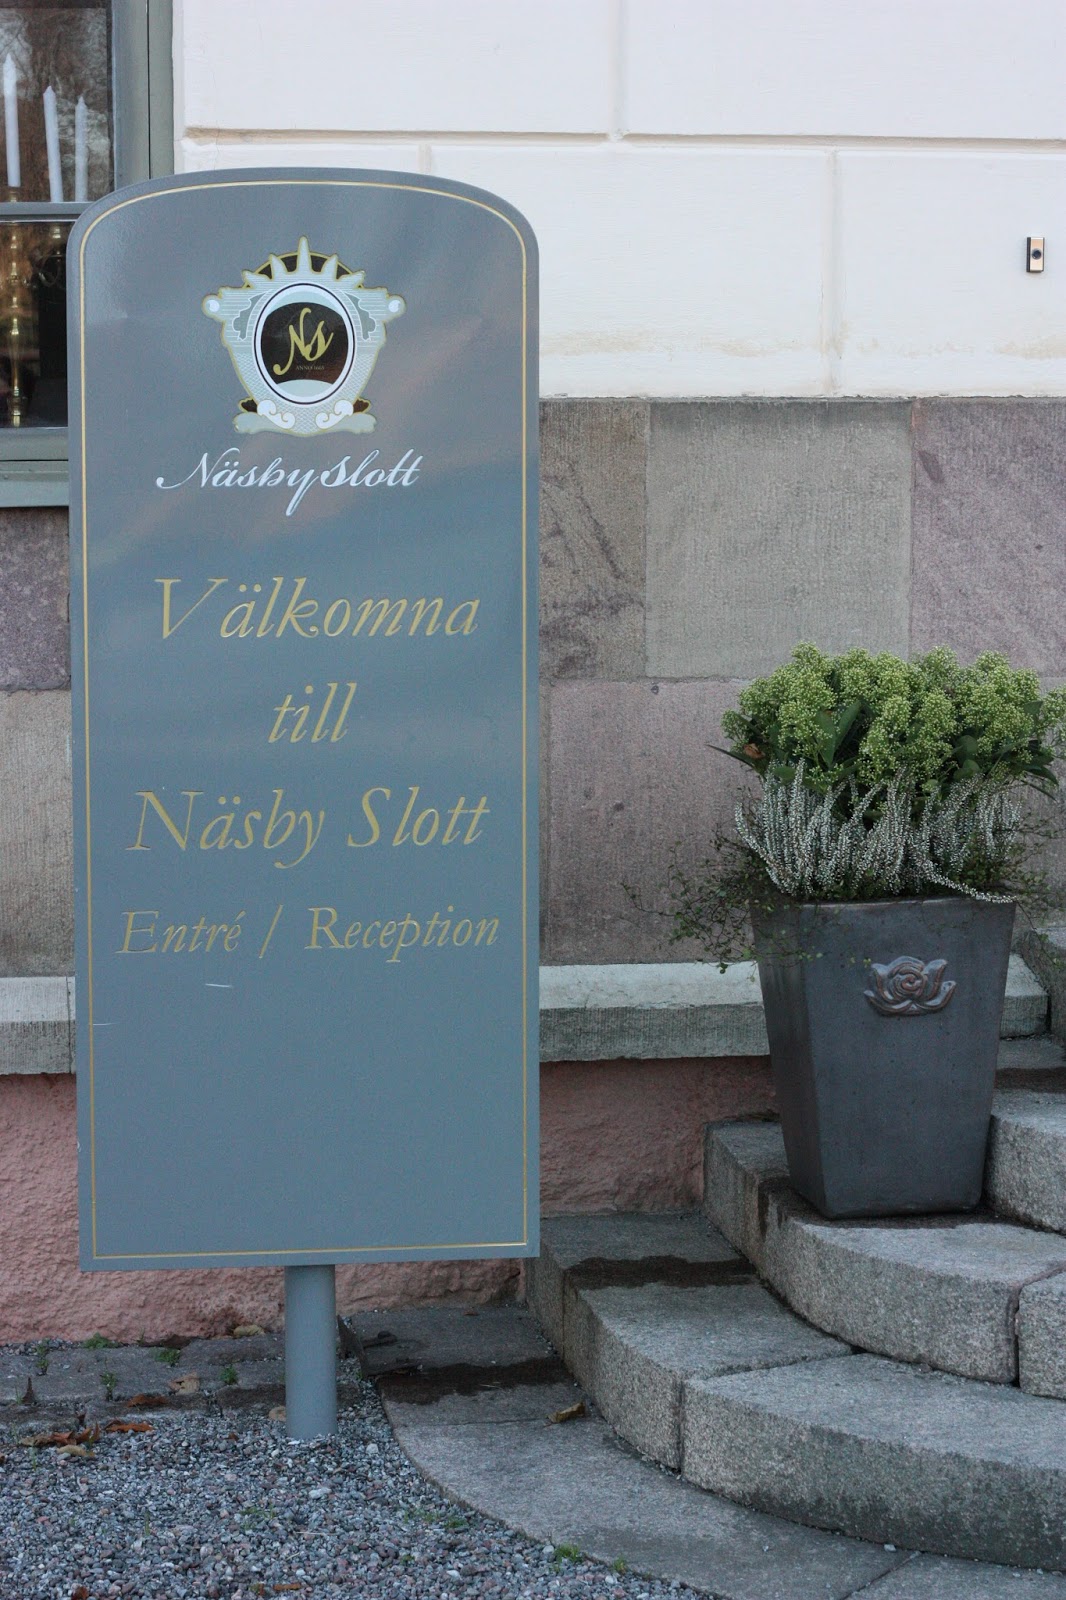 Ns
Näsby Slott
Välkomna
till
Näsby Slott
Entré / Reception